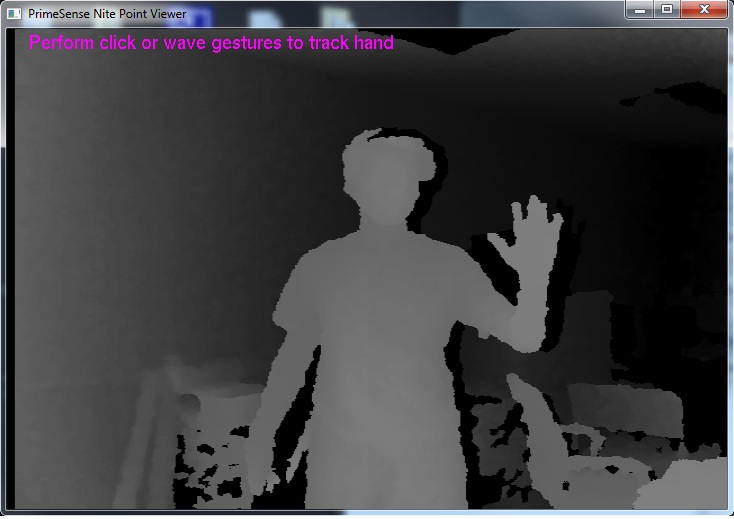 PrimeSense Nite Point Viewer
Perform click or wave gestures to track hand